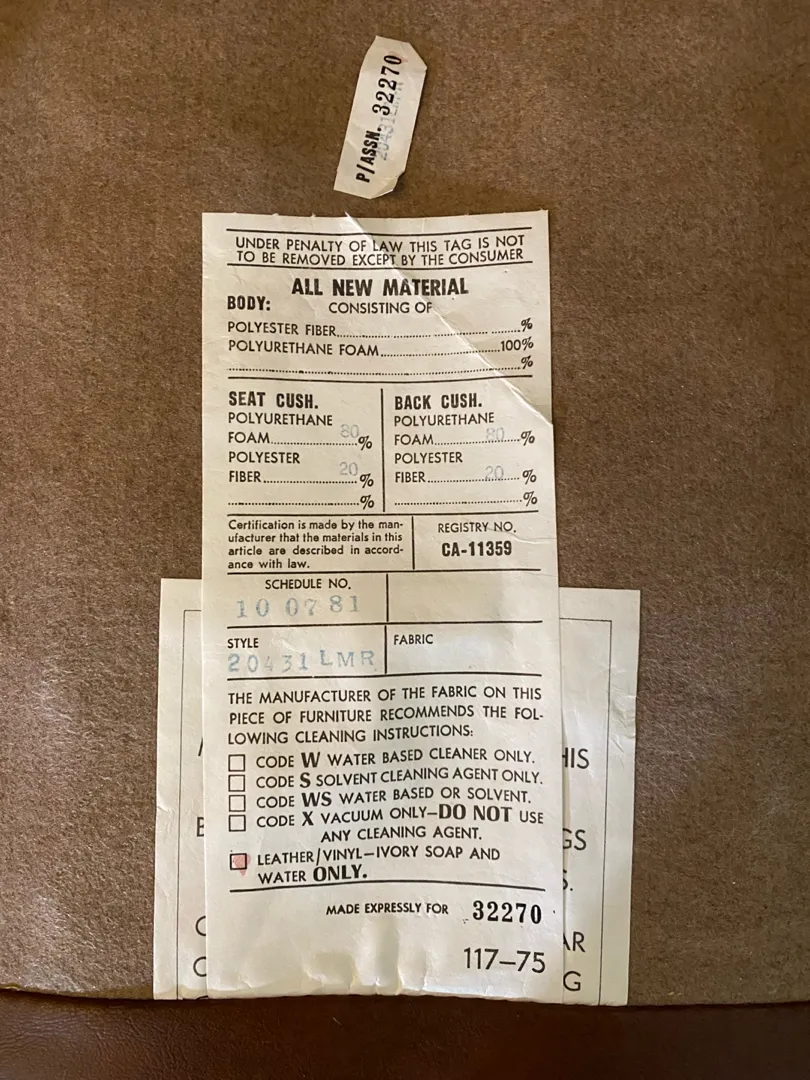 P/ASSN. 32270
20431LMR
UNDER PENALTY OF LAW THIS TAG IS NOT
TO BE REMOVED EXCEPT BY THE CONSUMER
ALL NEW MATERIAL
BODY: CONSISTING OF
POLYESTER FIBER..............................%
POLYURETHANE FOAM......................100%
..............................%
SEAT CUSH.
POLYURETHANE
FOAM..............80%
POLYESTER
FIBER..............20%
....................%
BACK CUSH.
POLYURETHANE
FOAM..............80%
POLYESTER
FIBER..............20%
....................%
Certification is made by the man-
ufacturer that the materials in this
article are described in accord-
ance with law.
REGISTRY NO.
CA-11359
SCHEDULE NO.
10 07 81
STYLE
20431 LMR
FABRIC
THE MANUFACTURER OF THE FABRIC ON THIS
PIECE OF FURNITURE RECOMMENDS THE FOL-
LOWING CLEANING INSTRUCTIONS:
CODE W WATER BASED CLEANER ONLY.
CODE S SOLVENT CLEANING AGENT ONLY.
CODE WS WATER BASED OR SOLVENT.
CODE X VACUUM ONLY—DO NOT USE
ANY CLEANING AGENT.
LEATHER/VINYL—IVORY SOAP AND
WATER ONLY.
MADE EXPRESSLY FOR 32270
117—75